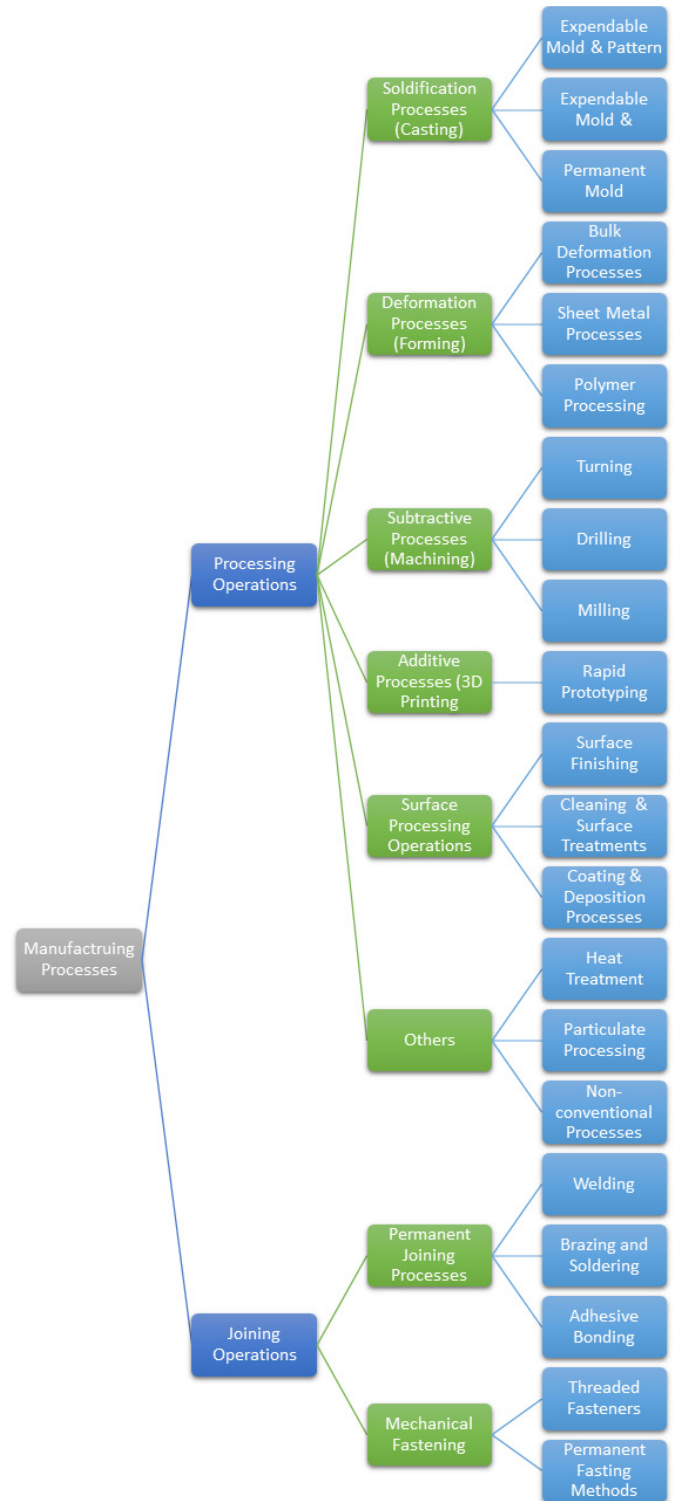 Manufactruing
Processes
Processing
Operations
Soldification
Processes
(Casting)
Expendable
Mold & Pattern
Expendable
Mold &
Permanent
Mold
Deformation
Processes
(Forming)
Bulk
Deformation
Processes
Sheet Metal
Processes
Polymer
Processing
Subtractive
Processes
(Machining)
Turning
Drilling
Milling
Additive
Processes (3D
Printing
Rapid
Prototyping
Surface
Processing
Operations
Surface
Finishing
Cleaning &
Surface
Treatments
Coating &
Deposition
Processes
Others
Heat
Treatment
Particulate
Processing
Non-
conventional
Processes
Joining
Operations
Permanent
Joining
Processes
Welding
Brazing and
Soldering
Adhesive
Bonding
Mechanical
Fastening
Threaded
Fasteners
Permanent
Fasting
Methods